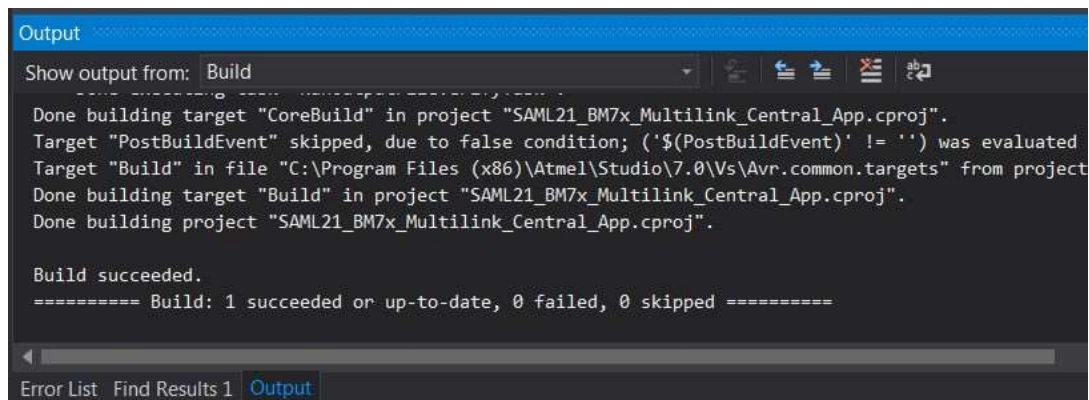 Output
Show output from: Build
Done building target "CoreBuild" in project "SAML21_BM7x_Multilink_Central_App.cproj".
Target "PostBuildEvent" skipped, due to false condition; ('$(PostBuildEvent)' != '') was evaluated
Target "Build" in file "C:\Program Files (x86)\Atmel\Studio\7.0\Vs\Avr.common.targets" from project
Done building target "Build" in project "SAML21_BM7x_Multilink_Central_App.cproj".
Done building project "SAML21_BM7x_Multilink_Central_App.cproj".
Build succeeded.
========== Build: 1 succeeded or up-to-date, 0 failed, 0 skipped ==========
Error List Find Results 1 Output